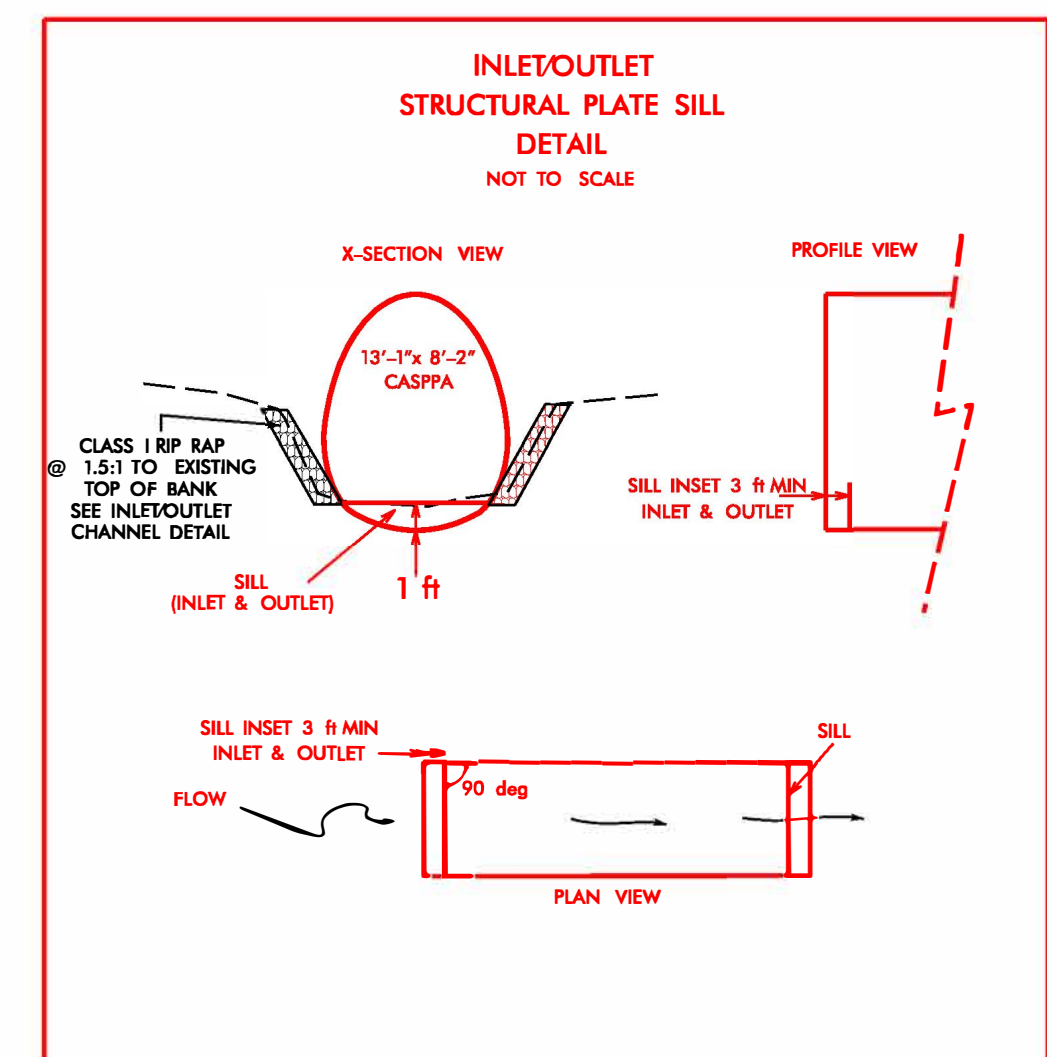 INLET/OUTLET
STRUCTURAL PLATE SILL
DETAIL
NOT TO SCALE
X-SECTION VIEW
PROFILE VIEW
13'-1"x 8'-2"
CASPPA
CLASS I RIP RAP
@ 1.5:1 TO EXISTING
TOP OF BANK
SEE INLET/OUTLET
CHANNEL DETAIL
SILL INSET 3 ft MIN
INLET & OUTLET
SILL
(INLET & OUTLET)
1 ft
SILL INSET 3 ft MIN
INLET & OUTLET
SILL
90 deg
FLOW
PLAN VIEW